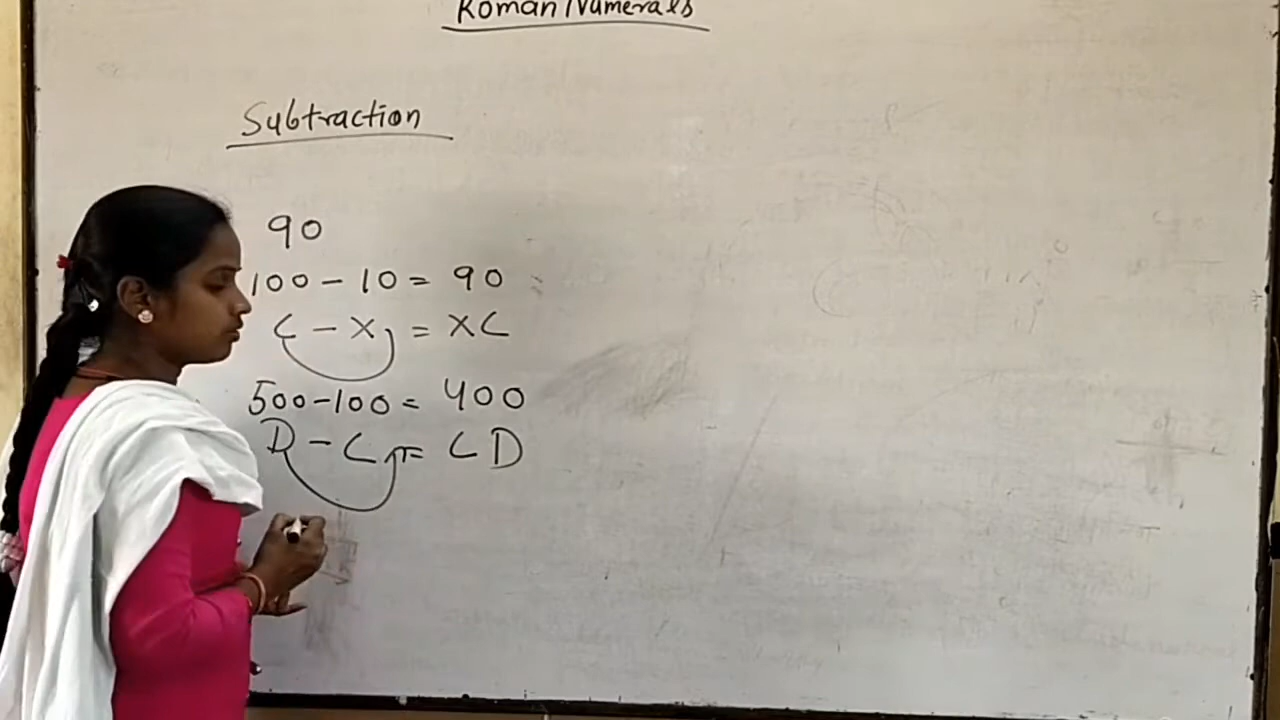 Roman Numerals
Subtraction
90
100 - 10 = 90
C - X = XC
500 - 100 = 400
D - C = CD